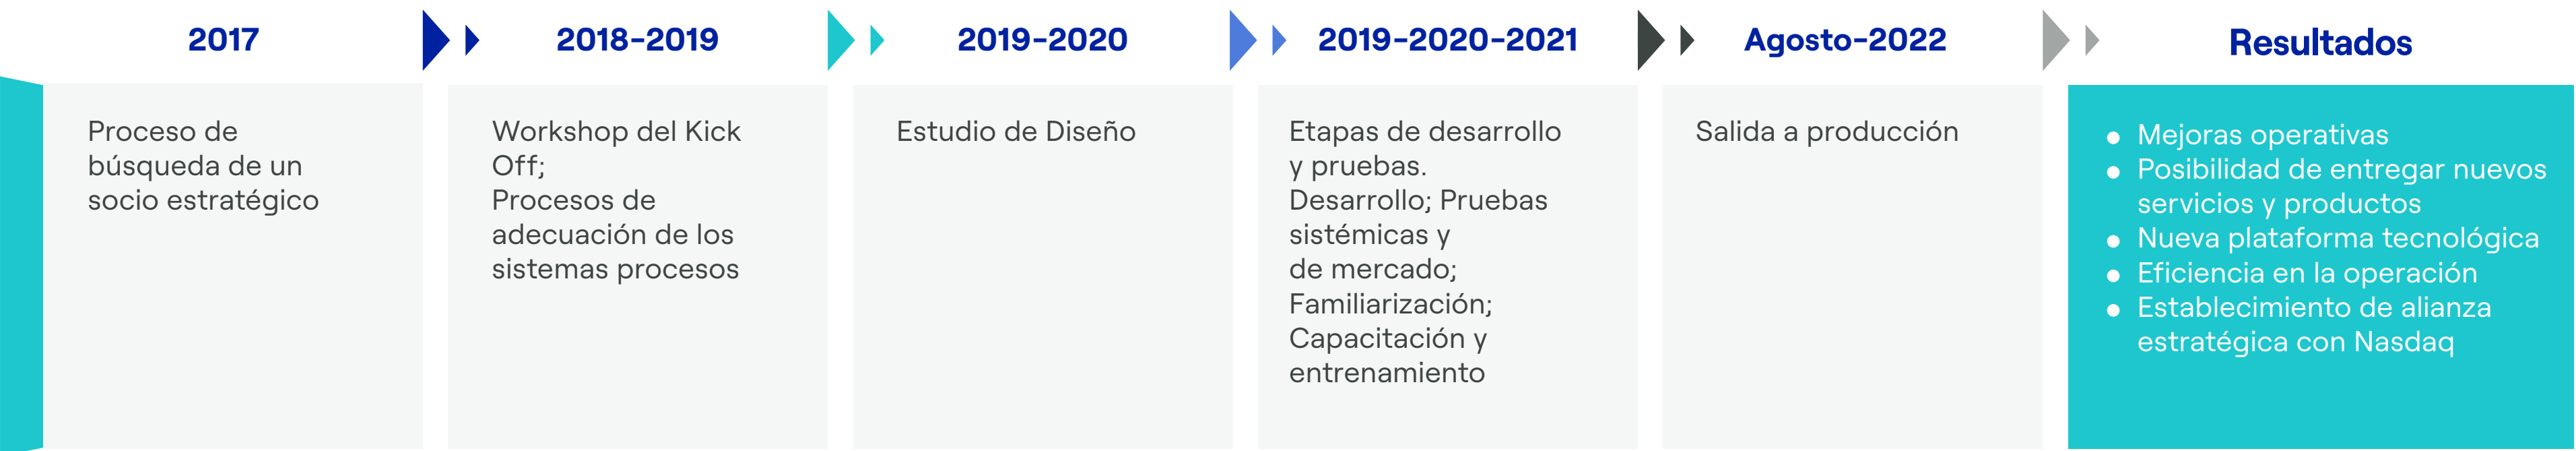 2017
Proceso de
búsqueda de un
socio estratégico
2018-2019
Workshop del Kick
Off;
Procesos de
adecuación de los
sistemas procesos
2019-2020
Estudio de Diseño
2019-2020-2021
Etapas de desarrollo
y pruebas.
Desarrollo; Pruebas
sistémicas y
de mercado;
Familiarización;
Capacitación y
entrenamiento
Agosto-2022
Salida a producción
Resultados
● Mejoras operativas
● Posibilidad de entregar nuevos
servicios y productos
● Nueva plataforma tecnológica
● Eficiencia en la operación
● Establecimiento de alianza
estratégica con Nasdaq